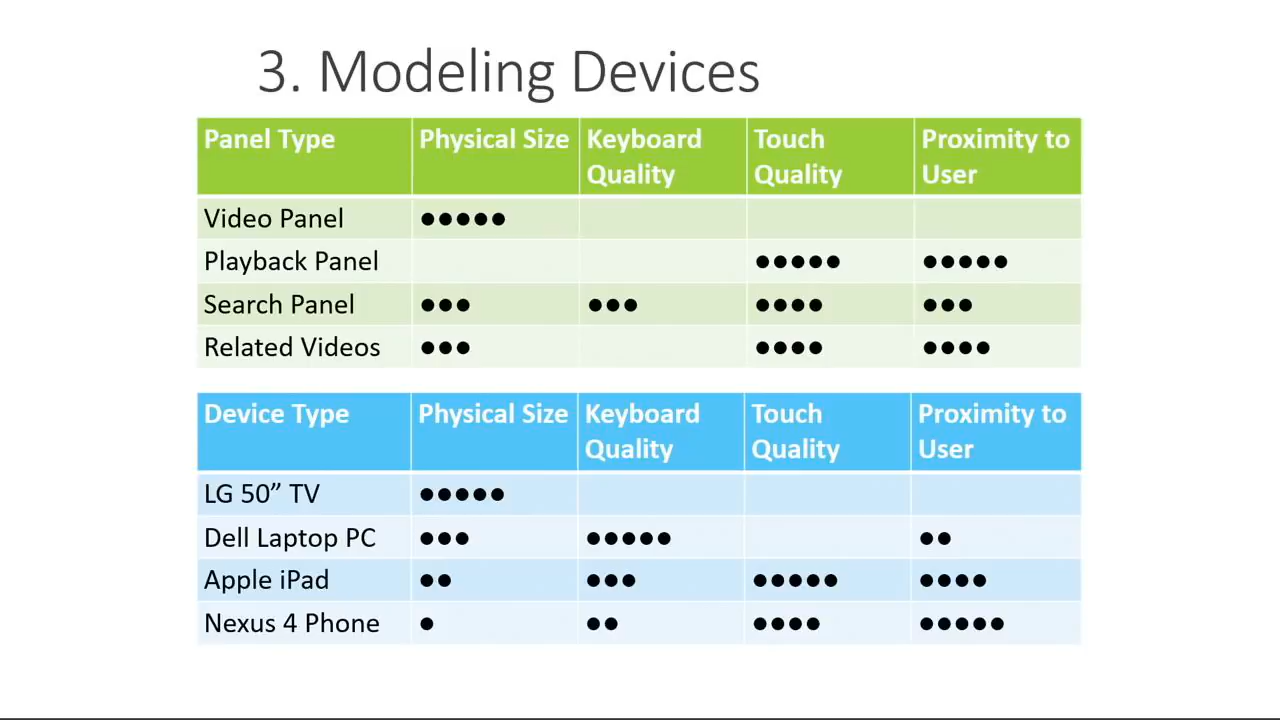 3. Modeling Devices
Panel Type Physical Size Keyboard Quality Touch Quality Proximity to User
Video Panel ●●●●●
Playback Panel ●●●●● ●●●●●
Search Panel ●●● ●●● ●●●● ●●●
Related Videos ●●● ●●●● ●●●●
Device Type Physical Size Keyboard Quality Touch Quality Proximity to User
LG 50” TV ●●●●●
Dell Laptop PC ●●● ●●●●● ●●
Apple iPad ●● ●●● ●●●●● ●●●●
Nexus 4 Phone ● ●● ●●●● ●●●●●